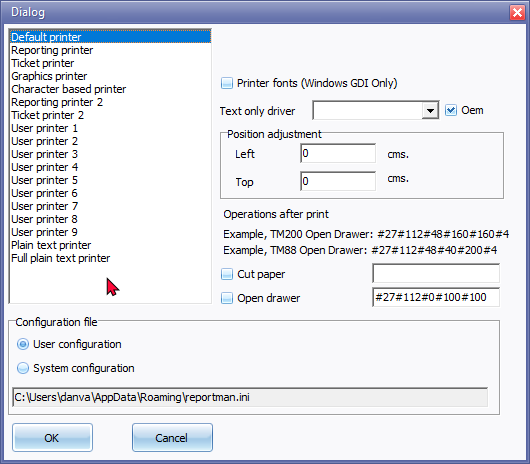 Dialog
Default printer
Reporting printer
Ticket printer
Graphics printer
Character based printer
Reporting printer 2
Ticket printer 2
User printer 1
User printer 2
User printer 3
User printer 4
User printer 5
User printer 6
User printer 7
User printer 8
User printer 9
Plain text printer
Full plain text printer
Printer fonts (Windows GDI Only)
Text only driver
Oem
Position adjustment
Left 0 cms.
Top 0 cms.
Operations after print
Example, TM200 Open Drawer: #27#112#48#160#160#4
Example, TM88 Open Drawer: #27#112#48#40#200#4
Cut paper
Open drawer #27#112#0#100#100
Configuration file
User configuration
System configuration
C:\Users\danva\AppData\Roaming\reportman.ini
OK Cancel